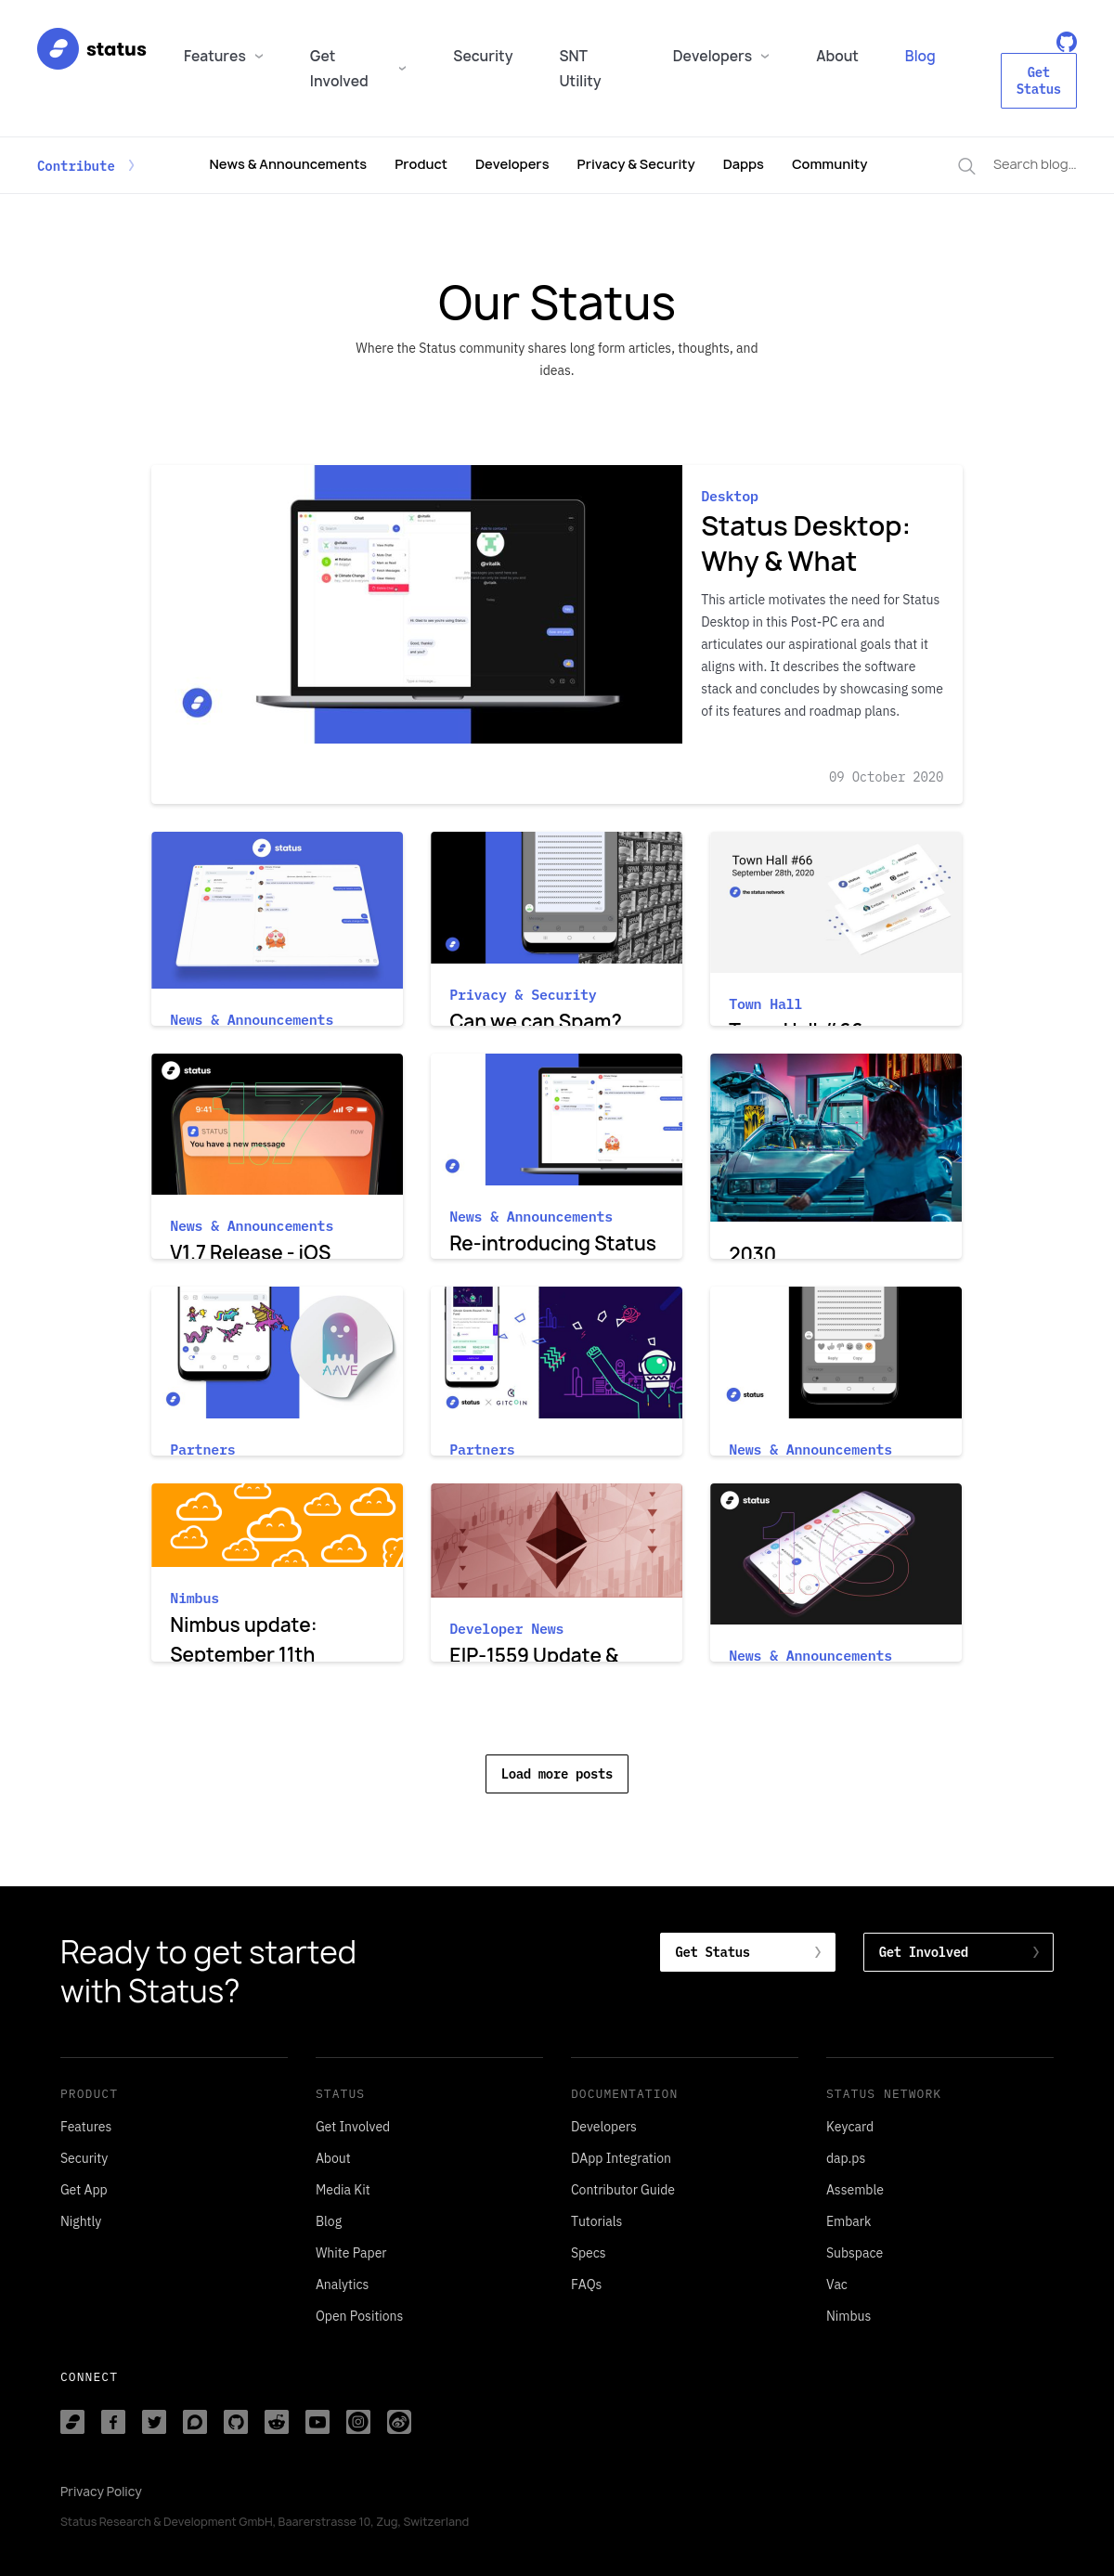 status
Features
Get Involved
Security
SNT Utility
Developers
About
Blog
Get Status
Contribute
News & Announcements
Product
Developers
Privacy & Security
Dapps
Community
Search blog...
Our Status
Where the Status community shares long form articles, thoughts, and
ideas.
Desktop
Status Desktop:
Why & What
This article motivates the need for Status
Desktop in this Post-PC era and
articulates our aspirational goals that it
aligns with. It describes the software
stack and concludes by showcasing some
of its features and roadmap plans.
09 October 2020
status
News & Announcements
Privacy & Security
Can we can Spam?
Town Hall #66
September 28th, 2020
the status network
Town Hall
Town Hall #66
status
9:41
STATUS
now
You have a new message
News & Announcements
V1.7 Release - iOS
News & Announcements
Re-introducing Status
2030
AAVE
Partners
status X GITCOIN
Partners
Reply Copy
status
News & Announcements
Nimbus
Nimbus update:
September 11th
Developer News
EIP-1559 Update &
status
News & Announcements
Load more posts
Ready to get started
with Status?
Get Status
Get Involved
PRODUCT
Features
Security
Get App
Nightly
STATUS
Get Involved
About
Media Kit
Blog
White Paper
Analytics
Open Positions
DOCUMENTATION
Developers
DApp Integration
Contributor Guide
Tutorials
Specs
FAQs
STATUS NETWORK
Keycard
dap.ps
Assemble
Embark
Subspace
Vac
Nimbus
CONNECT
Privacy Policy
Status Research & Development GmbH, Baarerstrasse 10, Zug, Switzerland